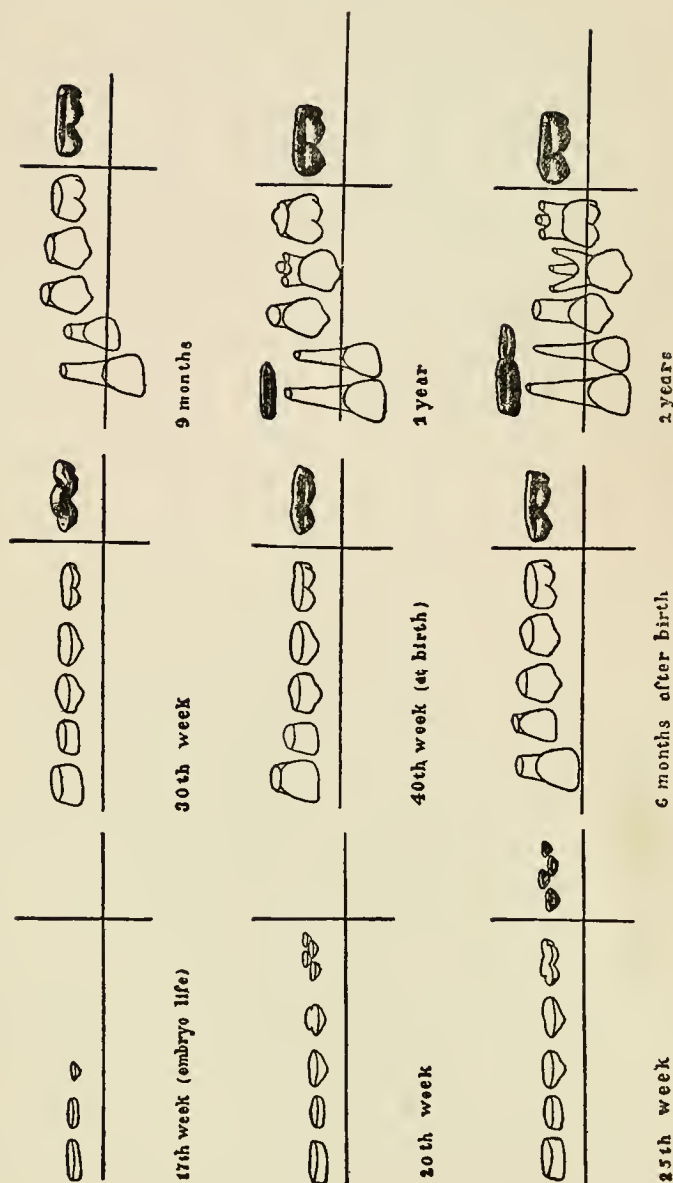 17th week (embryo life)
30th week
9 months
20th week
40th week (at birth)
1 year
25th week
6 months after birth
2 years